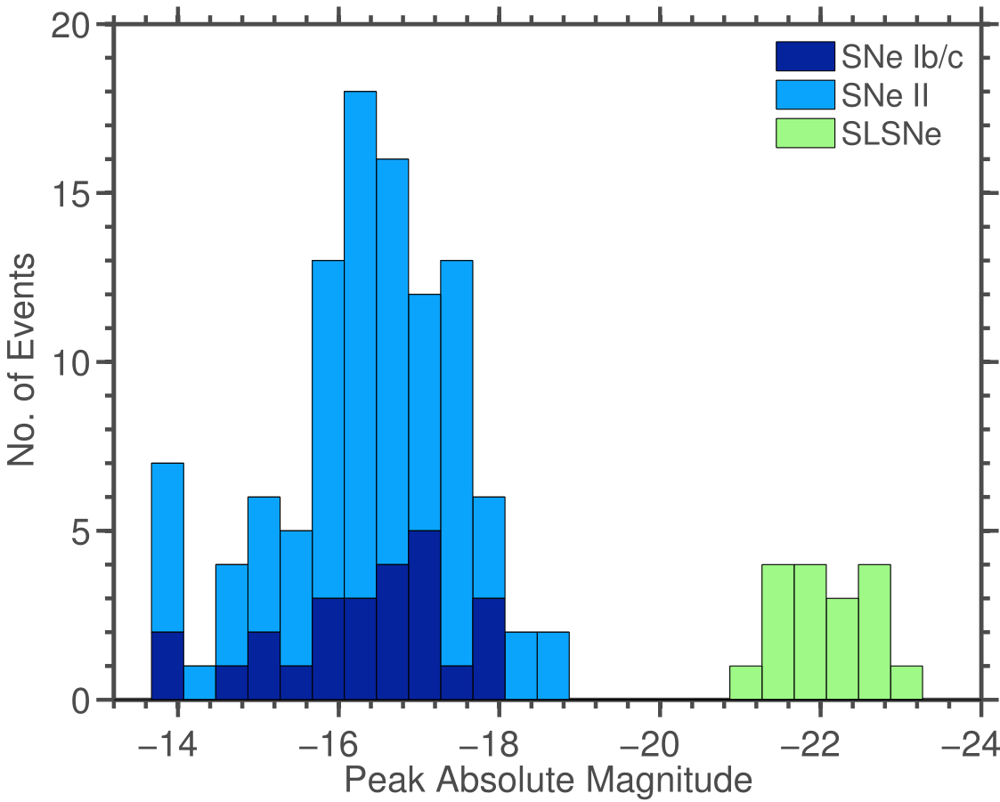 20
15
10
5
0
No. of Events
SNe Ib/c
SNe II
SLSNe
−14 −16 −18 −20 −22 −24
Peak Absolute Magnitude